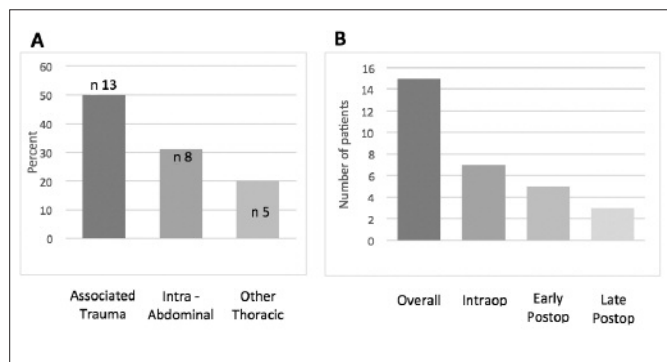 A
Percent
60
50
40
30
20
10
0
n 13
n 8
n 5
Associated
Trauma
Intra -
Abdominal
Other
Thoracic
B
Number of patients
16
14
12
10
8
6
4
2
0
Overall
Intraop
Early
Postop
Late
Postop